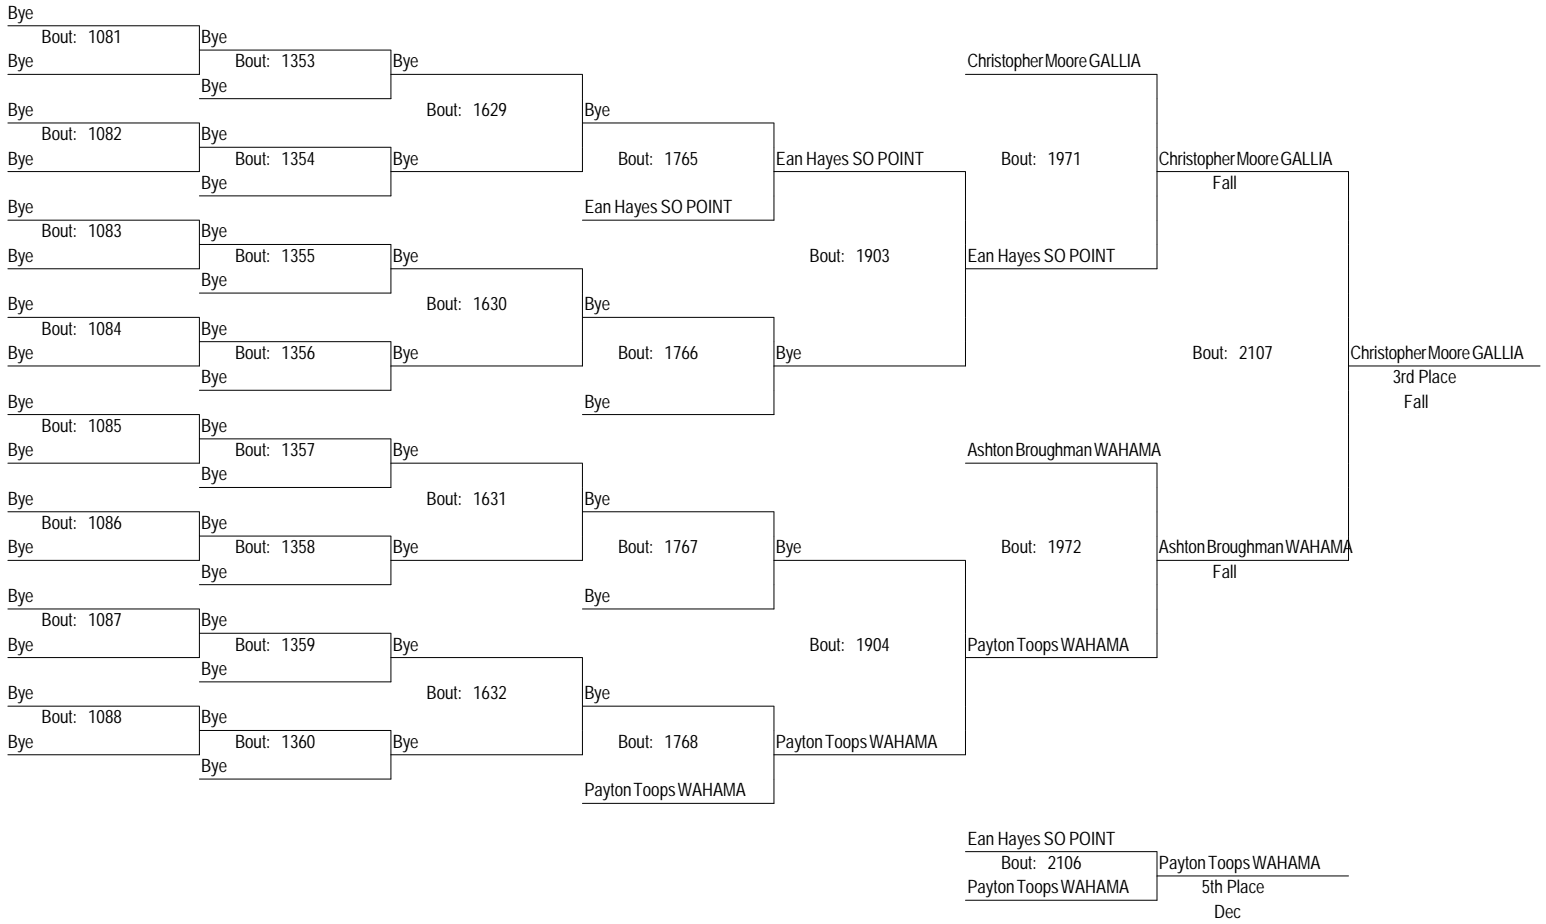 Bye
Bout: 1081
Bye
Bye
Bout: 1082
Bye
Bye
Bout: 1083
Bye
Bye
Bout: 1084
Bye
Bye
Bout: 1085
Bye
Bye
Bout: 1086
Bye
Bye
Bout: 1087
Bye
Bye
Bout: 1088
Bye
Bye
Bout: 1353
Bye
Bye
Bout: 1354
Bye
Bye
Bout: 1355
Bye
Bye
Bout: 1356
Bye
Bye
Bout: 1357
Bye
Bye
Bout: 1358
Bye
Bye
Bout: 1359
Bye
Bye
Bout: 1360
Bye
Bye
Bout: 1629
Bye
Bye
Bout: 1630
Bye
Bye
Bout: 1631
Bye
Bye
Bout: 1632
Bye
Bye
Bout: 1765
Ean Hayes SO POINT
Bye
Bout: 1766
Bye
Bye
Bout: 1767
Bye
Bye
Bout: 1768
Payton Toops WAHAMA
Ean Hayes SO POINT
Bout: 1903
Bye
Bye
Bout: 1904
Payton Toops WAHAMA
Christopher Moore GALLIA
Bout: 1971
Ean Hayes SO POINT
Ashton Broughman WAHAMA
Bout: 1972
Payton Toops WAHAMA
Christopher Moore GALLIA
Fall
Bout: 2107
Ashton Broughman WAHAMA
Fall
Christopher Moore GALLIA
3rd Place
Fall
Ean Hayes SO POINT
Bout: 2106
Payton Toops WAHAMA
Payton Toops WAHAMA
5th Place
Dec